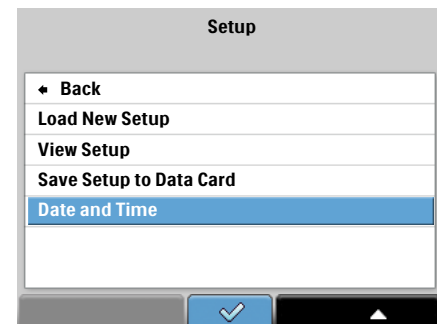 Setup
Back
Load New Setup
View Setup
Save Setup to Data Card
Date and Time